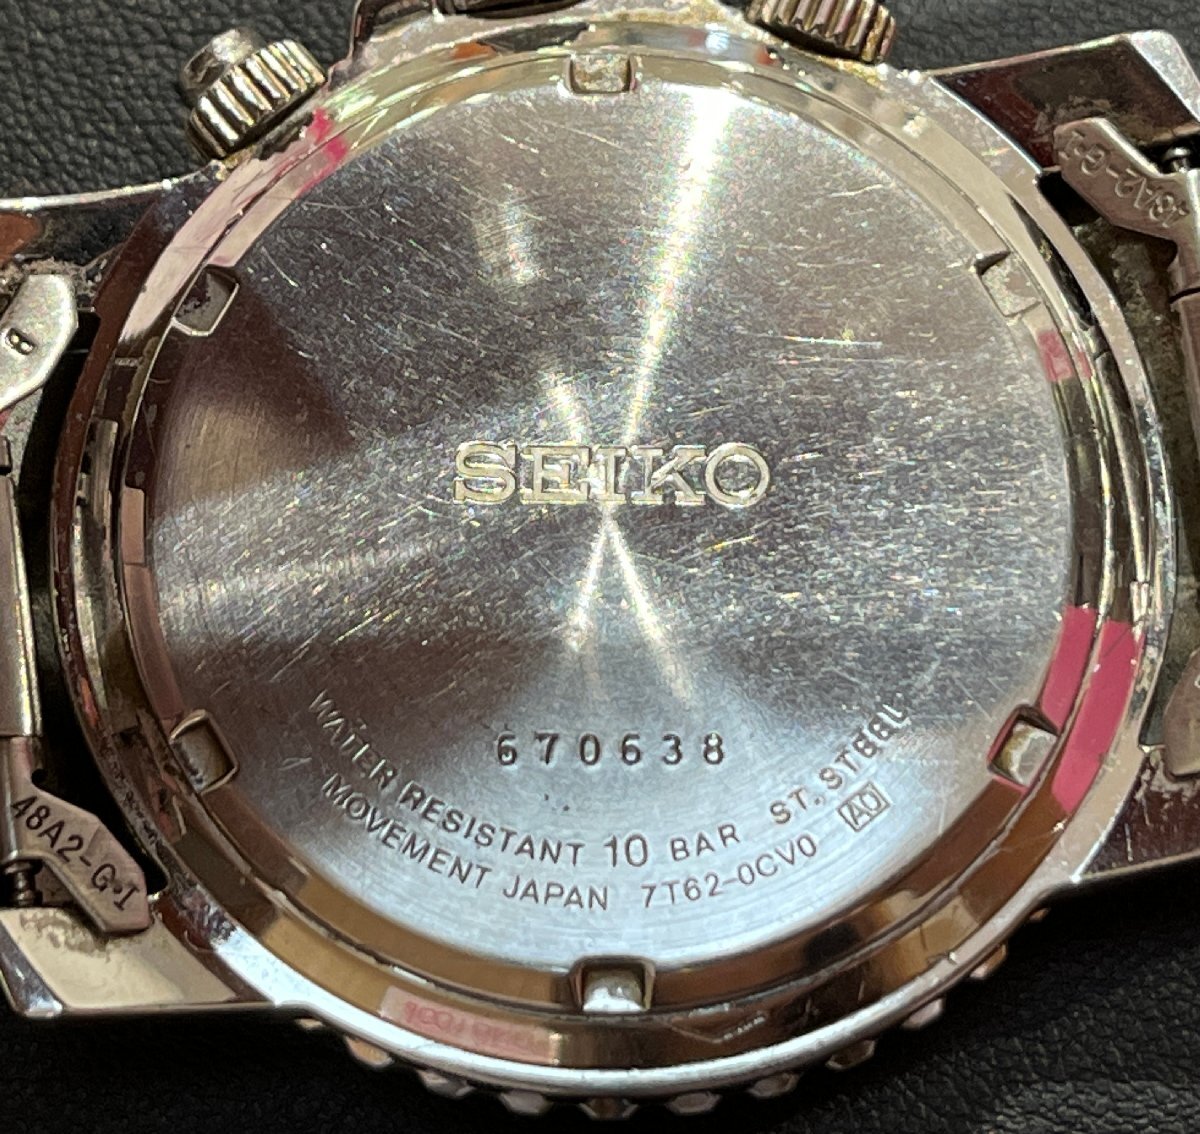 SEIKO
670638
WATER RESISTANT 10 BAR ST. STEEL
MOVEMENT JAPAN 7T62-0CV0 A0
48A2-G·I
B